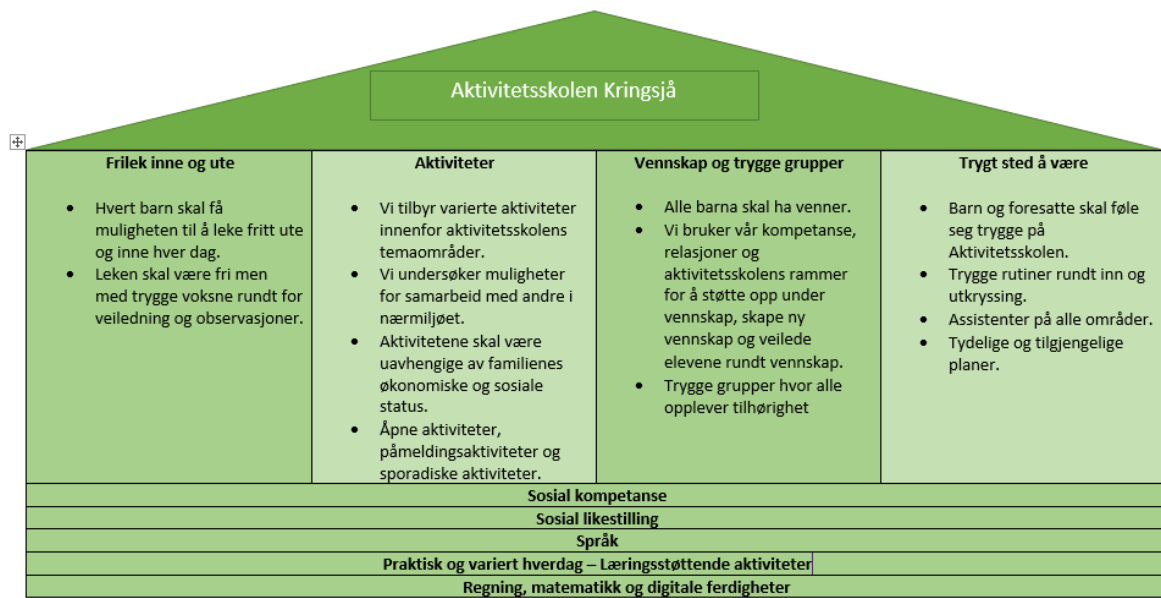 Aktivitetsskolen Kringsjå
Frilek inne og ute
• Hvert barn skal få
muligheten til å leke fritt ute
og inne hver dag.
• Leken skal være fri men
med trygge voksne rundt for
veiledning og observasjoner.
Aktiviteter
• Vi tilbyr varierte aktiviteter
innenfor aktivitetsskolens
temaområder.
• Vi undersøker muligheter
for samarbeid med andre i
nærmiljøet.
• Aktivitetene skal være
uavhengige av familienes
økonomiske og sosiale
status.
• Åpne aktiviteter,
påmeldingsaktiviteter og
sporadiske aktiviteter.
Vennskap og trygge grupper
• Alle barna skal ha venner.
• Vi bruker vår kompetanse,
relasjoner og
aktivitetsskolens rammer
for å støtte opp under
vennskap, skape ny
vennskap og veilede
elevene rundt vennskap.
• Trygge grupper hvor alle
opplever tilhørighet
Trygt sted å være
• Barn og foresatte skal føle
seg trygge på
Aktivitetsskolen.
• Trygge rutiner rundt inn og
utkryssing.
• Assistenter på alle områder.
• Tydelige og tilgjengelige
planer.
Sosial kompetanse
Sosial likestilling
Språk
Praktisk og variert hverdag – Læringsstøttende aktiviteter
Regning, matematikk og digitale ferdigheter